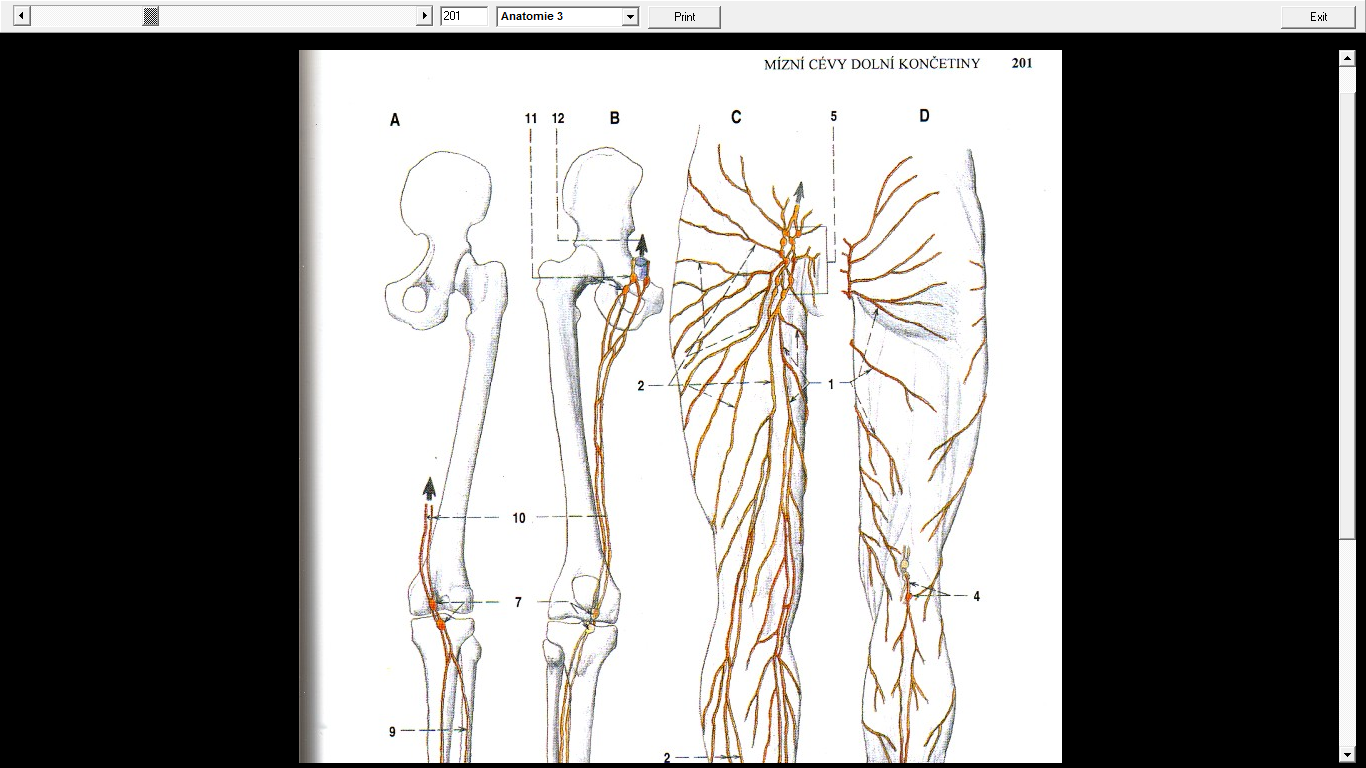 201
Anatomie 3
Print
Exit
MÍZNÍ CÉVY DOLNÍ KONČETINY 201
A
11 12 B
C
5
D
2
1
10
7
4
9
2